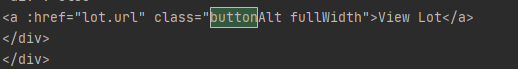 <a :href="lot.url" class="buttonAlt fullWidth">View Lot</a>
</div>
</div>